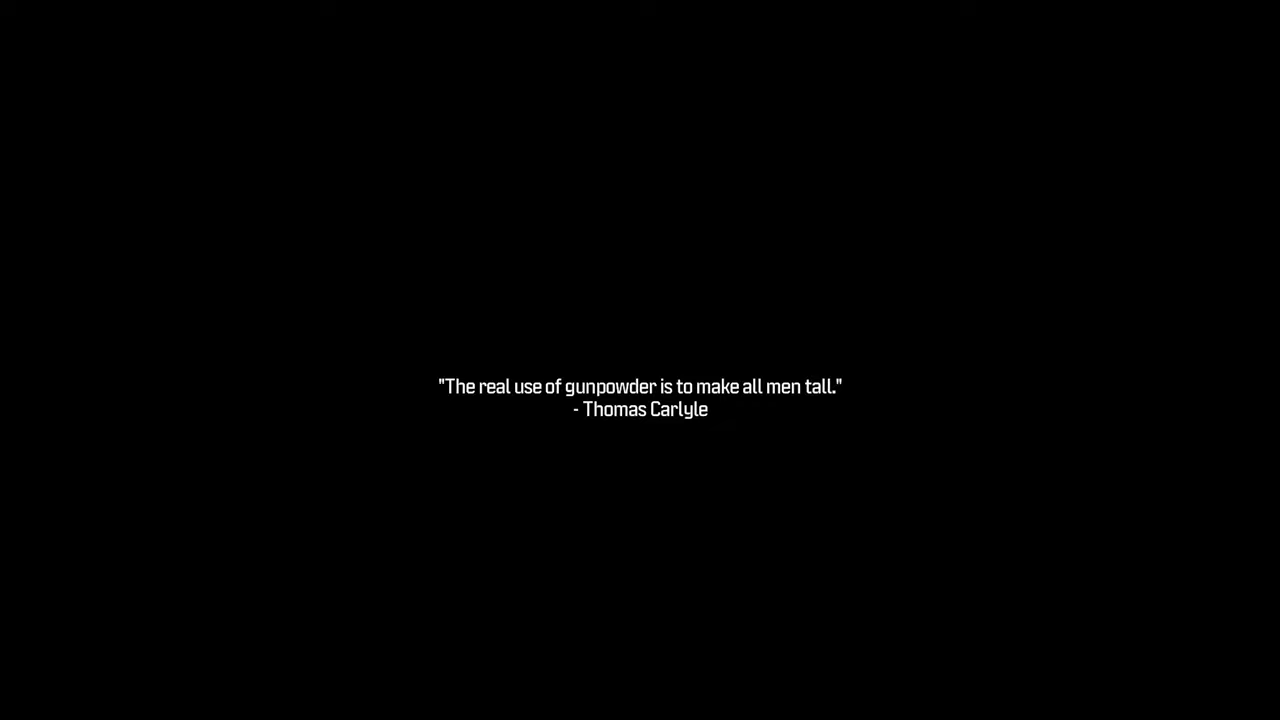 "The real use of gunpowder is to make all men tall."
- Thomas Carlyle